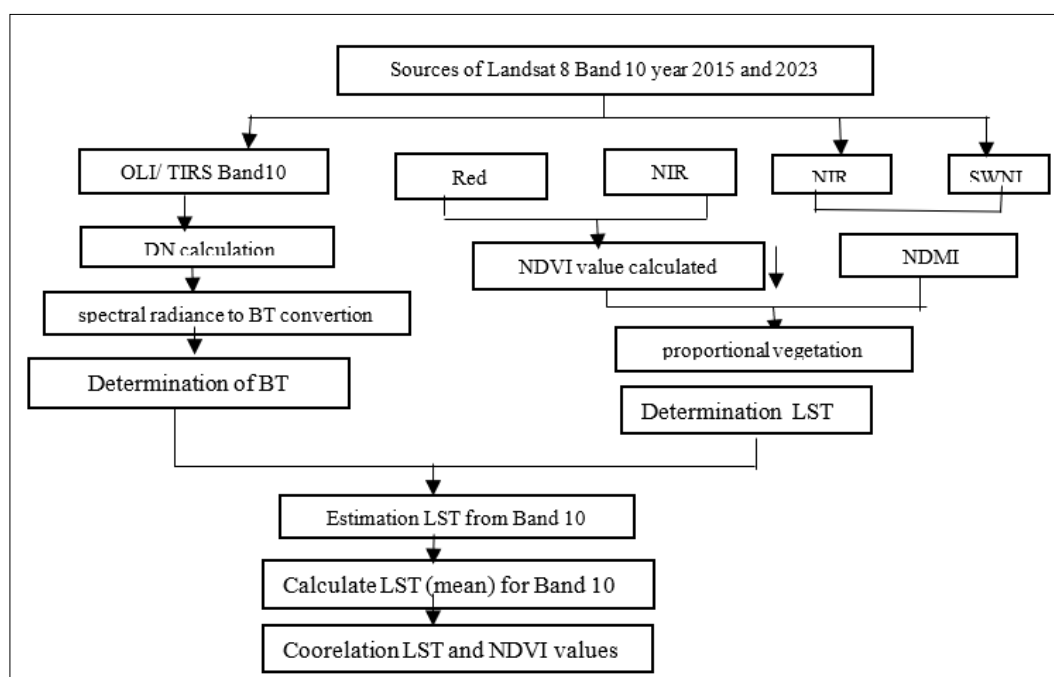 Sources of Landsat 8 Band 10 year 2015 and 2023
OLI/ TIRS Band10
Red
NIR
NIR
SWNI
DN calculation
NDVI value calculated
NDMI
spectral radiance to BT convertion
proportional vegetation
Determination of BT
Determination LST
Estimation LST from Band 10
Calculate LST (mean) for Band 10
Coorelation LST and NDVI values